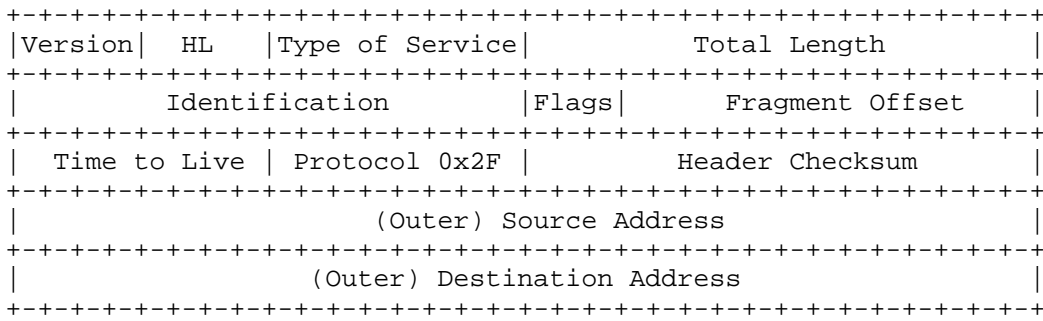 +-+-+-+-+-+-+-+-+-+-+-+-+-+-+-+-+-+-+-+-+-+-+-+-+-+-+-+-+-+
|Version|  HL   |Type of Service|          Total Length         |
+-+-+-+-+-+-+-+-+-+-+-+-+-+-+-+-+-+-+-+-+-+-+-+-+-+-+-+-+-+
|         Identification        |Flags|      Fragment Offset    |
+-+-+-+-+-+-+-+-+-+-+-+-+-+-+-+-+-+-+-+-+-+-+-+-+-+-+-+-+-+
|  Time to Live | Protocol 0x2F |         Header Checksum       |
+-+-+-+-+-+-+-+-+-+-+-+-+-+-+-+-+-+-+-+-+-+-+-+-+-+-+-+-+-+
|                      (Outer) Source Address                   |
+-+-+-+-+-+-+-+-+-+-+-+-+-+-+-+-+-+-+-+-+-+-+-+-+-+-+-+-+-+
|                  (Outer) Destination Address                  |
+-+-+-+-+-+-+-+-+-+-+-+-+-+-+-+-+-+-+-+-+-+-+-+-+-+-+-+-+-+